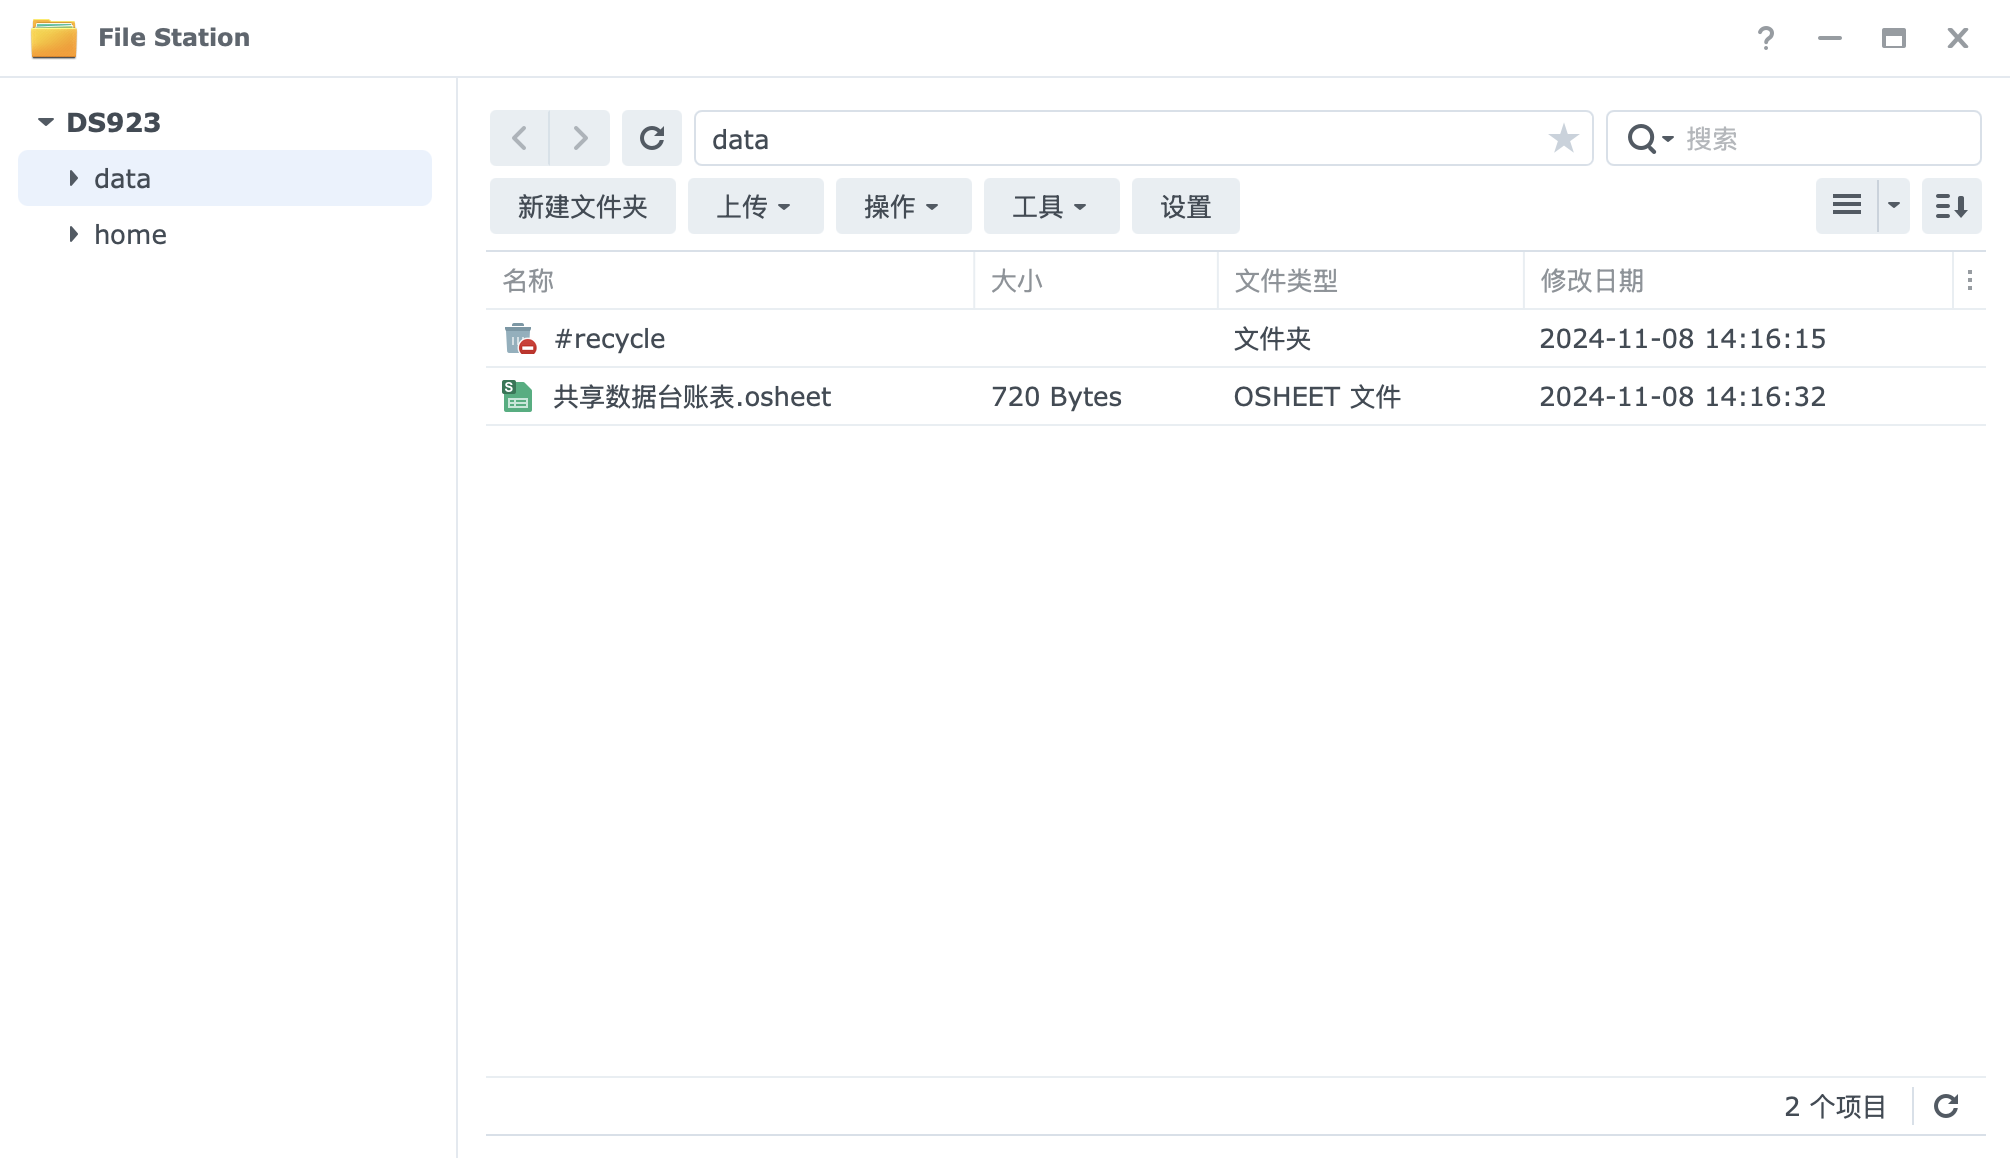 File Station
DS923
data
home
data
搜索
新建文件夹 上传 操作 工具 设置
名称 大小 文件类型 修改日期
#recycle 文件夹 2024-11-08 14:16:15
共享数据台账表.osheet 720 Bytes OSHEET 文件 2024-11-08 14:16:32
2 个项目